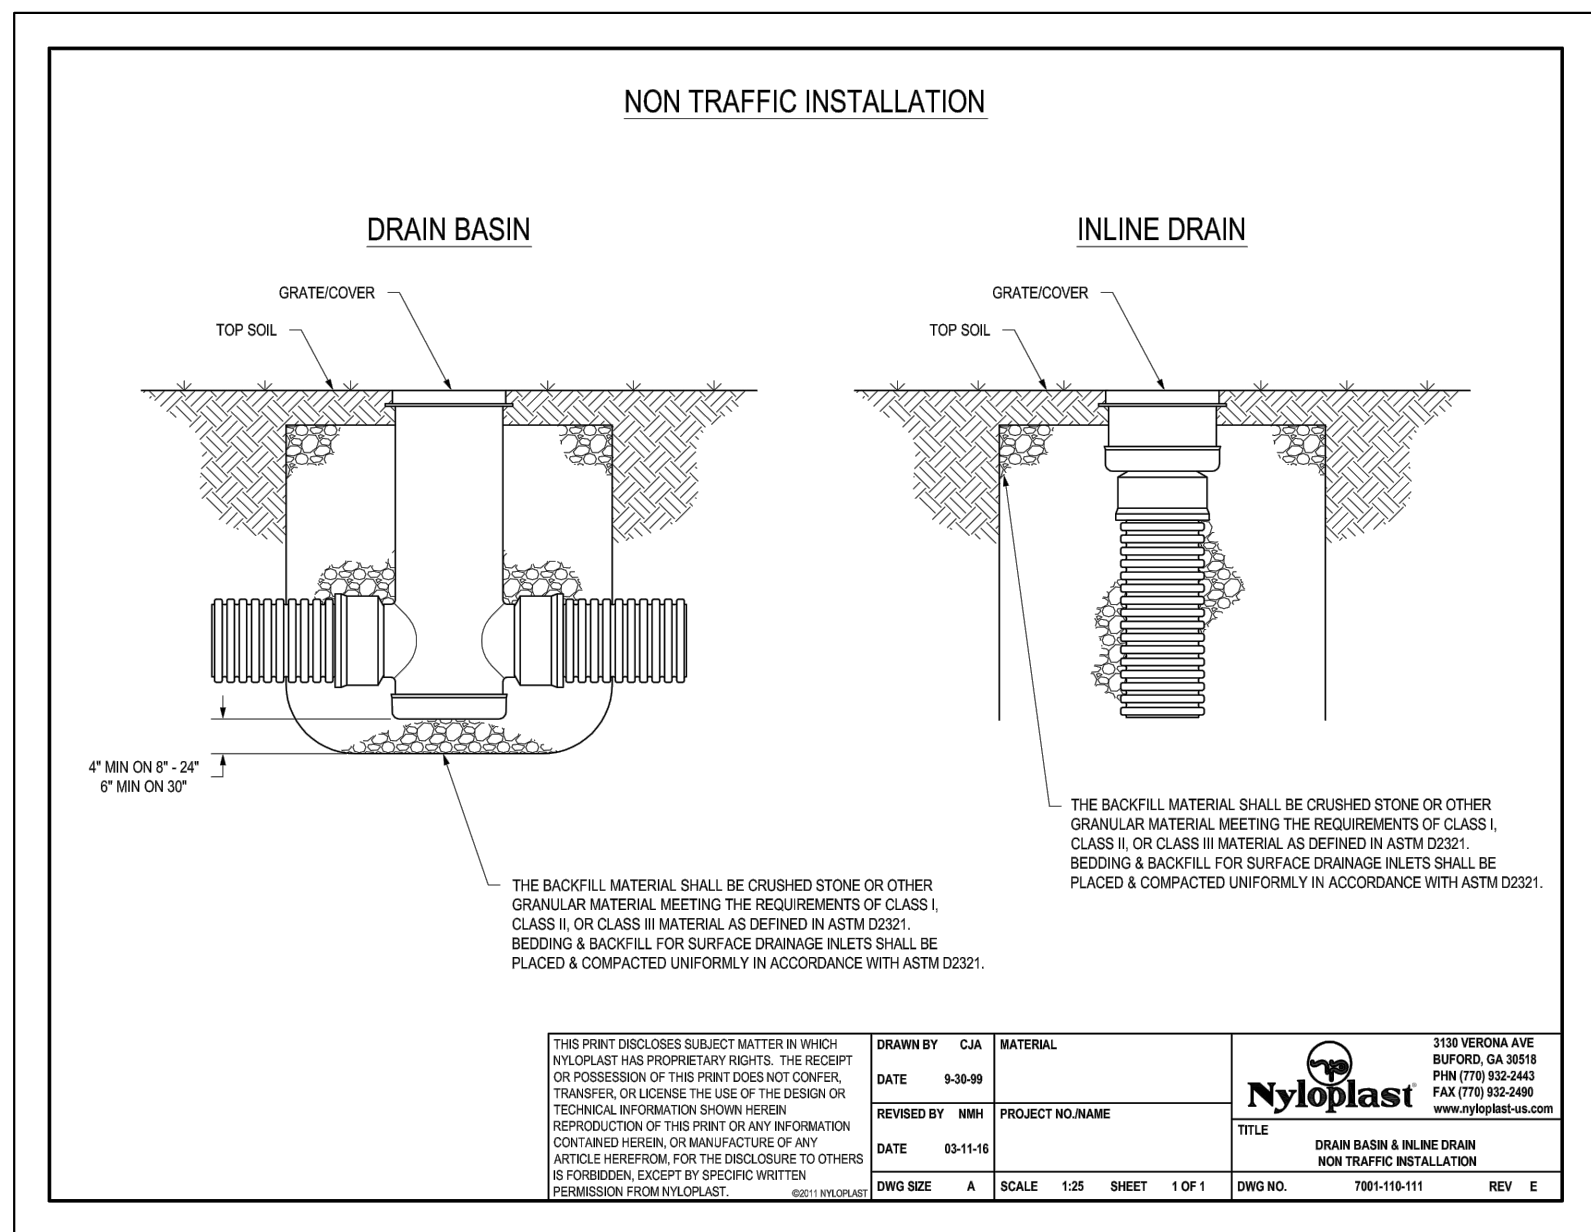 NON TRAFFIC INSTALLATION
DRAIN BASIN
GRATE/COVER
TOP SOIL
4" MIN ON 8" - 24"
6" MIN ON 30"
THE BACKFILL MATERIAL SHALL BE CRUSHED STONE OR OTHER
GRANULAR MATERIAL MEETING THE REQUIREMENTS OF CLASS I,
CLASS II, OR CLASS III MATERIAL AS DEFINED IN ASTM D2321.
BEDDING & BACKFILL FOR SURFACE DRAINAGE INLETS SHALL BE
PLACED & COMPACTED UNIFORMLY IN ACCORDANCE WITH ASTM D2321.
INLINE DRAIN
GRATE/COVER
TOP SOIL
THE BACKFILL MATERIAL SHALL BE CRUSHED STONE OR OTHER
GRANULAR MATERIAL MEETING THE REQUIREMENTS OF CLASS I,
CLASS II, OR CLASS III MATERIAL AS DEFINED IN ASTM D2321.
BEDDING & BACKFILL FOR SURFACE DRAINAGE INLETS SHALL BE
PLACED & COMPACTED UNIFORMLY IN ACCORDANCE WITH ASTM D2321.
THIS PRINT DISCLOSES SUBJECT MATTER IN WHICH
NYLOPLAST HAS PROPRIETARY RIGHTS. THE RECEIPT
OR POSSESSION OF THIS PRINT DOES NOT CONFER,
TRANSFER, OR LICENSE THE USE OF THE DESIGN OR
TECHNICAL INFORMATION SHOWN HEREIN
REPRODUCTION OF THIS PRINT OR ANY INFORMATION
CONTAINED HEREIN, OR MANUFACTURE OF ANY
ARTICLE HEREFROM, FOR THE DISCLOSURE TO OTHERS
IS FORBIDDEN, EXCEPT BY SPECIFIC WRITTEN
PERMISSION FROM NYLOPLAST.
©2011 NYLOPLAST
DRAWN BY CJA
DATE 9-30-99
REVISED BY NMH
DATE 03-11-16
DWG SIZE A
MATERIAL
PROJECT NO./NAME
SCALE 1:25 SHEET 1 OF 1
Nyloplast®
3130 VERONA AVE
BUFORD, GA 30518
PHN (770) 932-2443
FAX (770) 932-2490
www.nyloplast-us.com
TITLE
DRAIN BASIN & INLINE DRAIN
NON TRAFFIC INSTALLATION
DWG NO. 7001-110-111 REV E